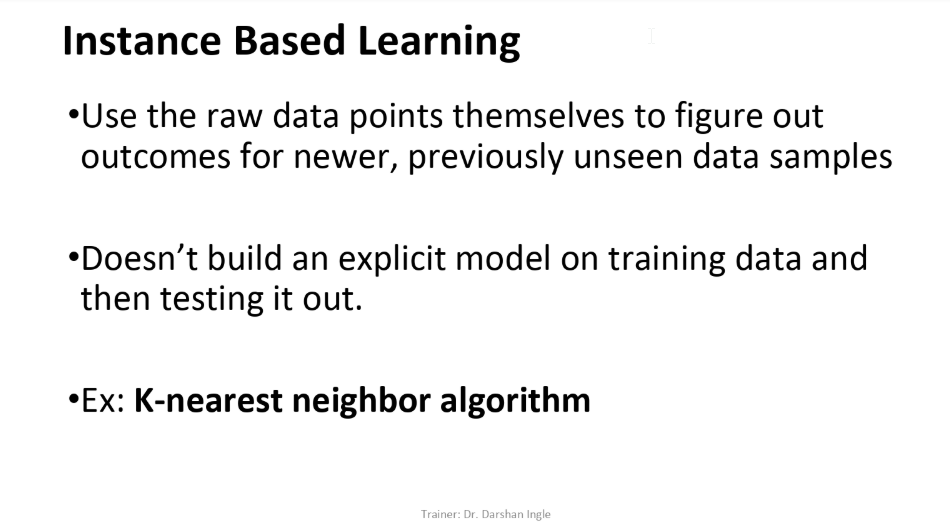 Instance Based Learning
•Use the raw data points themselves to figure out
outcomes for newer, previously unseen data samples
•Doesn’t build an explicit model on training data and
then testing it out.
•Ex: K-nearest neighbor algorithm
Trainer: Dr. Darshan Ingle